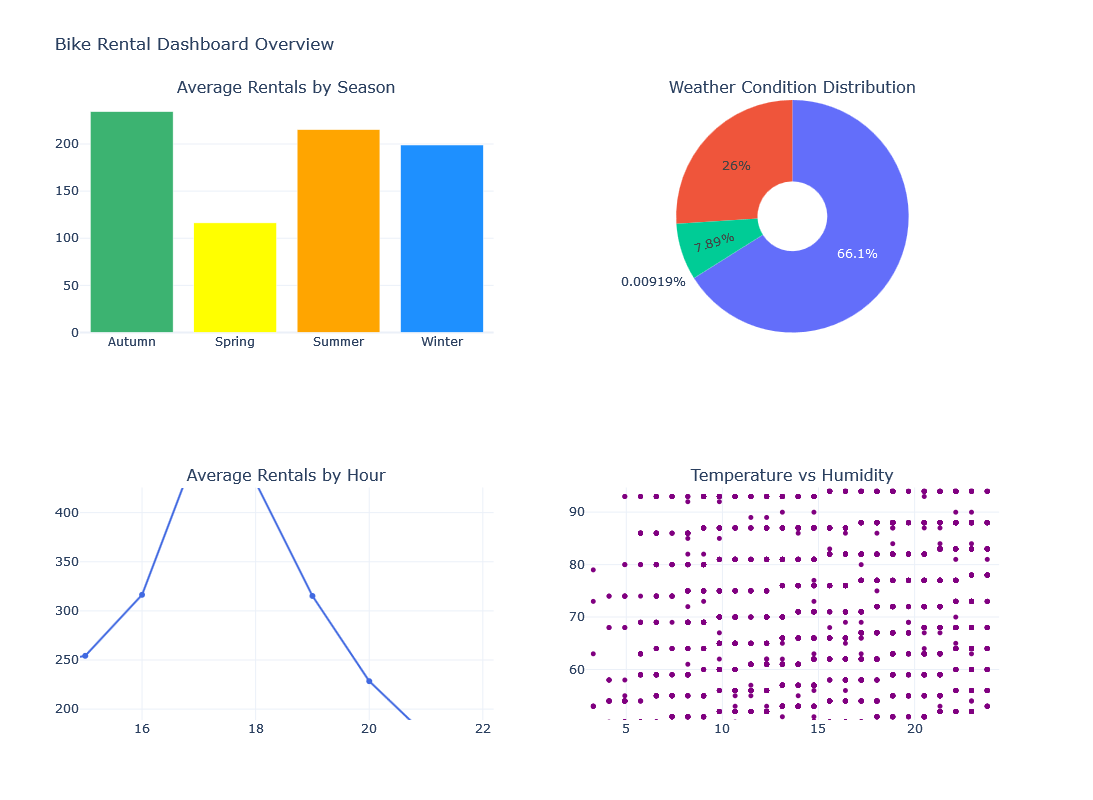 Bike Rental Dashboard Overview
Average Rentals by Season
200
150
100
50
0
Autumn Spring Summer Winter
Weather Condition Distribution
26%
7.89%
66.1%
0.00919%
Average Rentals by Hour
400
350
300
250
200
16 18 20 22
Temperature vs Humidity
90
80
70
60
5 10 15 20